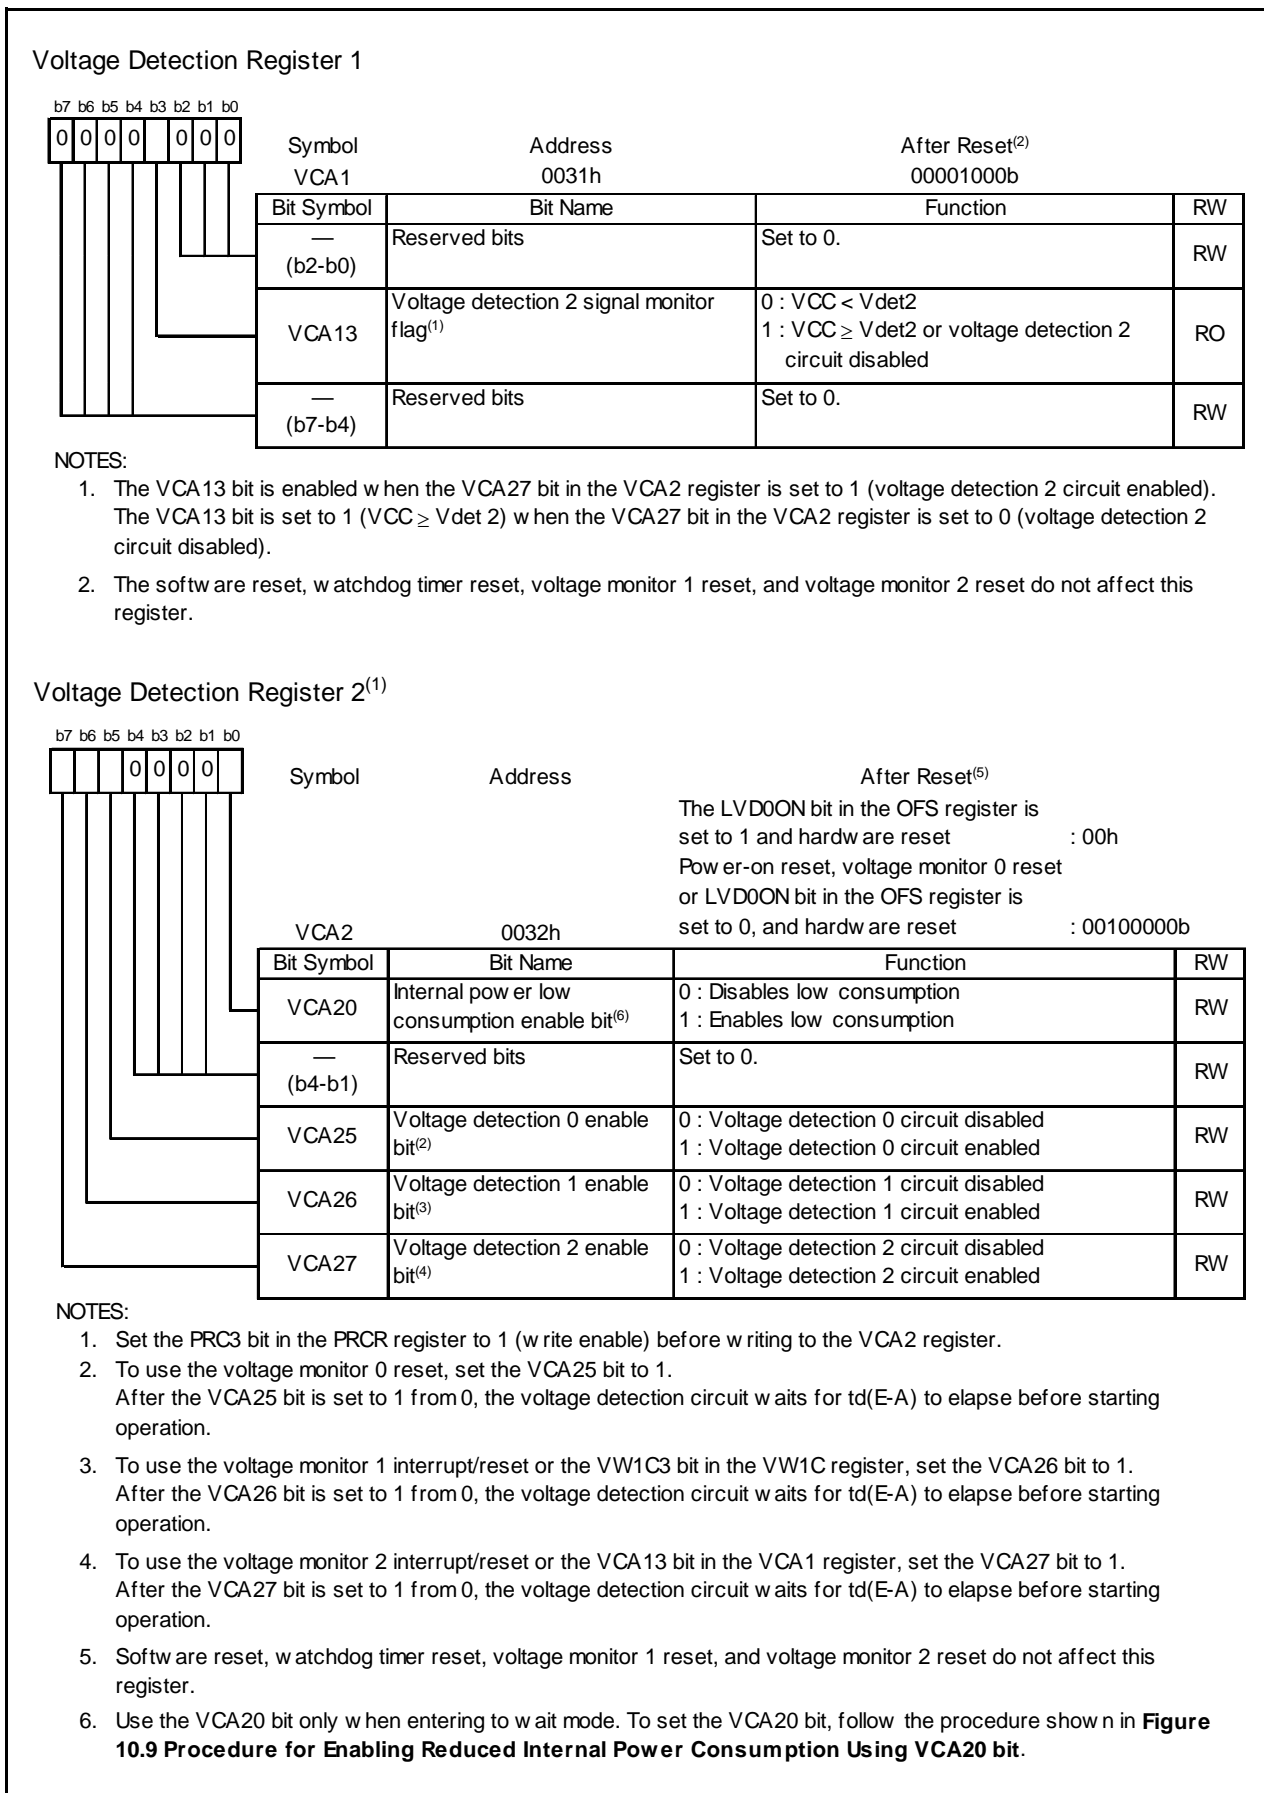 Voltage Detection Register 1
b7 b6 b5 b4 b3 b2 b1 b0
0 0 0 0 0 0 0
Symbol Address After Reset(2)
VCA1 0031h 00001000b
Bit Symbol Bit Name Function RW
— (b2-b0) Reserved bits Set to 0. RW
VCA13 Voltage detection 2 signal monitor flag(1) 0 : VCC < Vdet2
1 : VCC ≥ Vdet2 or voltage detection 2
circuit disabled RO
— (b7-b4) Reserved bits Set to 0. RW
NOTES:
1. The VCA13 bit is enabled when the VCA27 bit in the VCA2 register is set to 1 (voltage detection 2 circuit enabled).
The VCA13 bit is set to 1 (VCC ≥ Vdet 2) when the VCA27 bit in the VCA2 register is set to 0 (voltage detection 2
circuit disabled).
2. The software reset, watchdog timer reset, voltage monitor 1 reset, and voltage monitor 2 reset do not affect this
register.
Voltage Detection Register 2(1)
b7 b6 b5 b4 b3 b2 b1 b0
0 0 0 0
Symbol Address After Reset(5)
The LVD0ON bit in the OFS register is
set to 1 and hardware reset : 00h
Power-on reset, voltage monitor 0 reset
or LVD0ON bit in the OFS register is
VCA2 0032h set to 0, and hardware reset : 00100000b
Bit Symbol Bit Name Function RW
VCA20 Internal power low
consumption enable bit(6) 0 : Disables low consumption
1 : Enables low consumption RW
— (b4-b1) Reserved bits Set to 0. RW
VCA25 Voltage detection 0 enable
bit(2) 0 : Voltage detection 0 circuit disabled
1 : Voltage detection 0 circuit enabled RW
VCA26 Voltage detection 1 enable
bit(3) 0 : Voltage detection 1 circuit disabled
1 : Voltage detection 1 circuit enabled RW
VCA27 Voltage detection 2 enable
bit(4) 0 : Voltage detection 2 circuit disabled
1 : Voltage detection 2 circuit enabled RW
NOTES:
1. Set the PRC3 bit in the PRCR register to 1 (write enable) before writing to the VCA2 register.
2. To use the voltage monitor 0 reset, set the VCA25 bit to 1.
After the VCA25 bit is set to 1 from 0, the voltage detection circuit waits for td(E-A) to elapse before starting
operation.
3. To use the voltage monitor 1 interrupt/reset or the VW1C3 bit in the VW1C register, set the VCA26 bit to 1.
After the VCA26 bit is set to 1 from 0, the voltage detection circuit waits for td(E-A) to elapse before starting
operation.
4. To use the voltage monitor 2 interrupt/reset or the VCA13 bit in the VCA1 register, set the VCA27 bit to 1.
After the VCA27 bit is set to 1 from 0, the voltage detection circuit waits for td(E-A) to elapse before starting
operation.
5. Software reset, watchdog timer reset, voltage monitor 1 reset, and voltage monitor 2 reset do not affect this
register.
6. Use the VCA20 bit only when entering to wait mode. To set the VCA20 bit, follow the procedure shown in Figure
10.9 Procedure for Enabling Reduced Internal Power Consumption Using VCA20 bit.